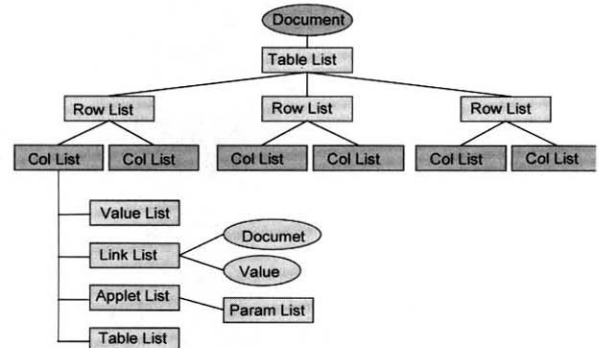 Document
Table List
Row List Row List Row List
Col List Col List Col List Col List Col List Col List
Value List
Documet
Link List
Value
Applet List
Param List
Table List